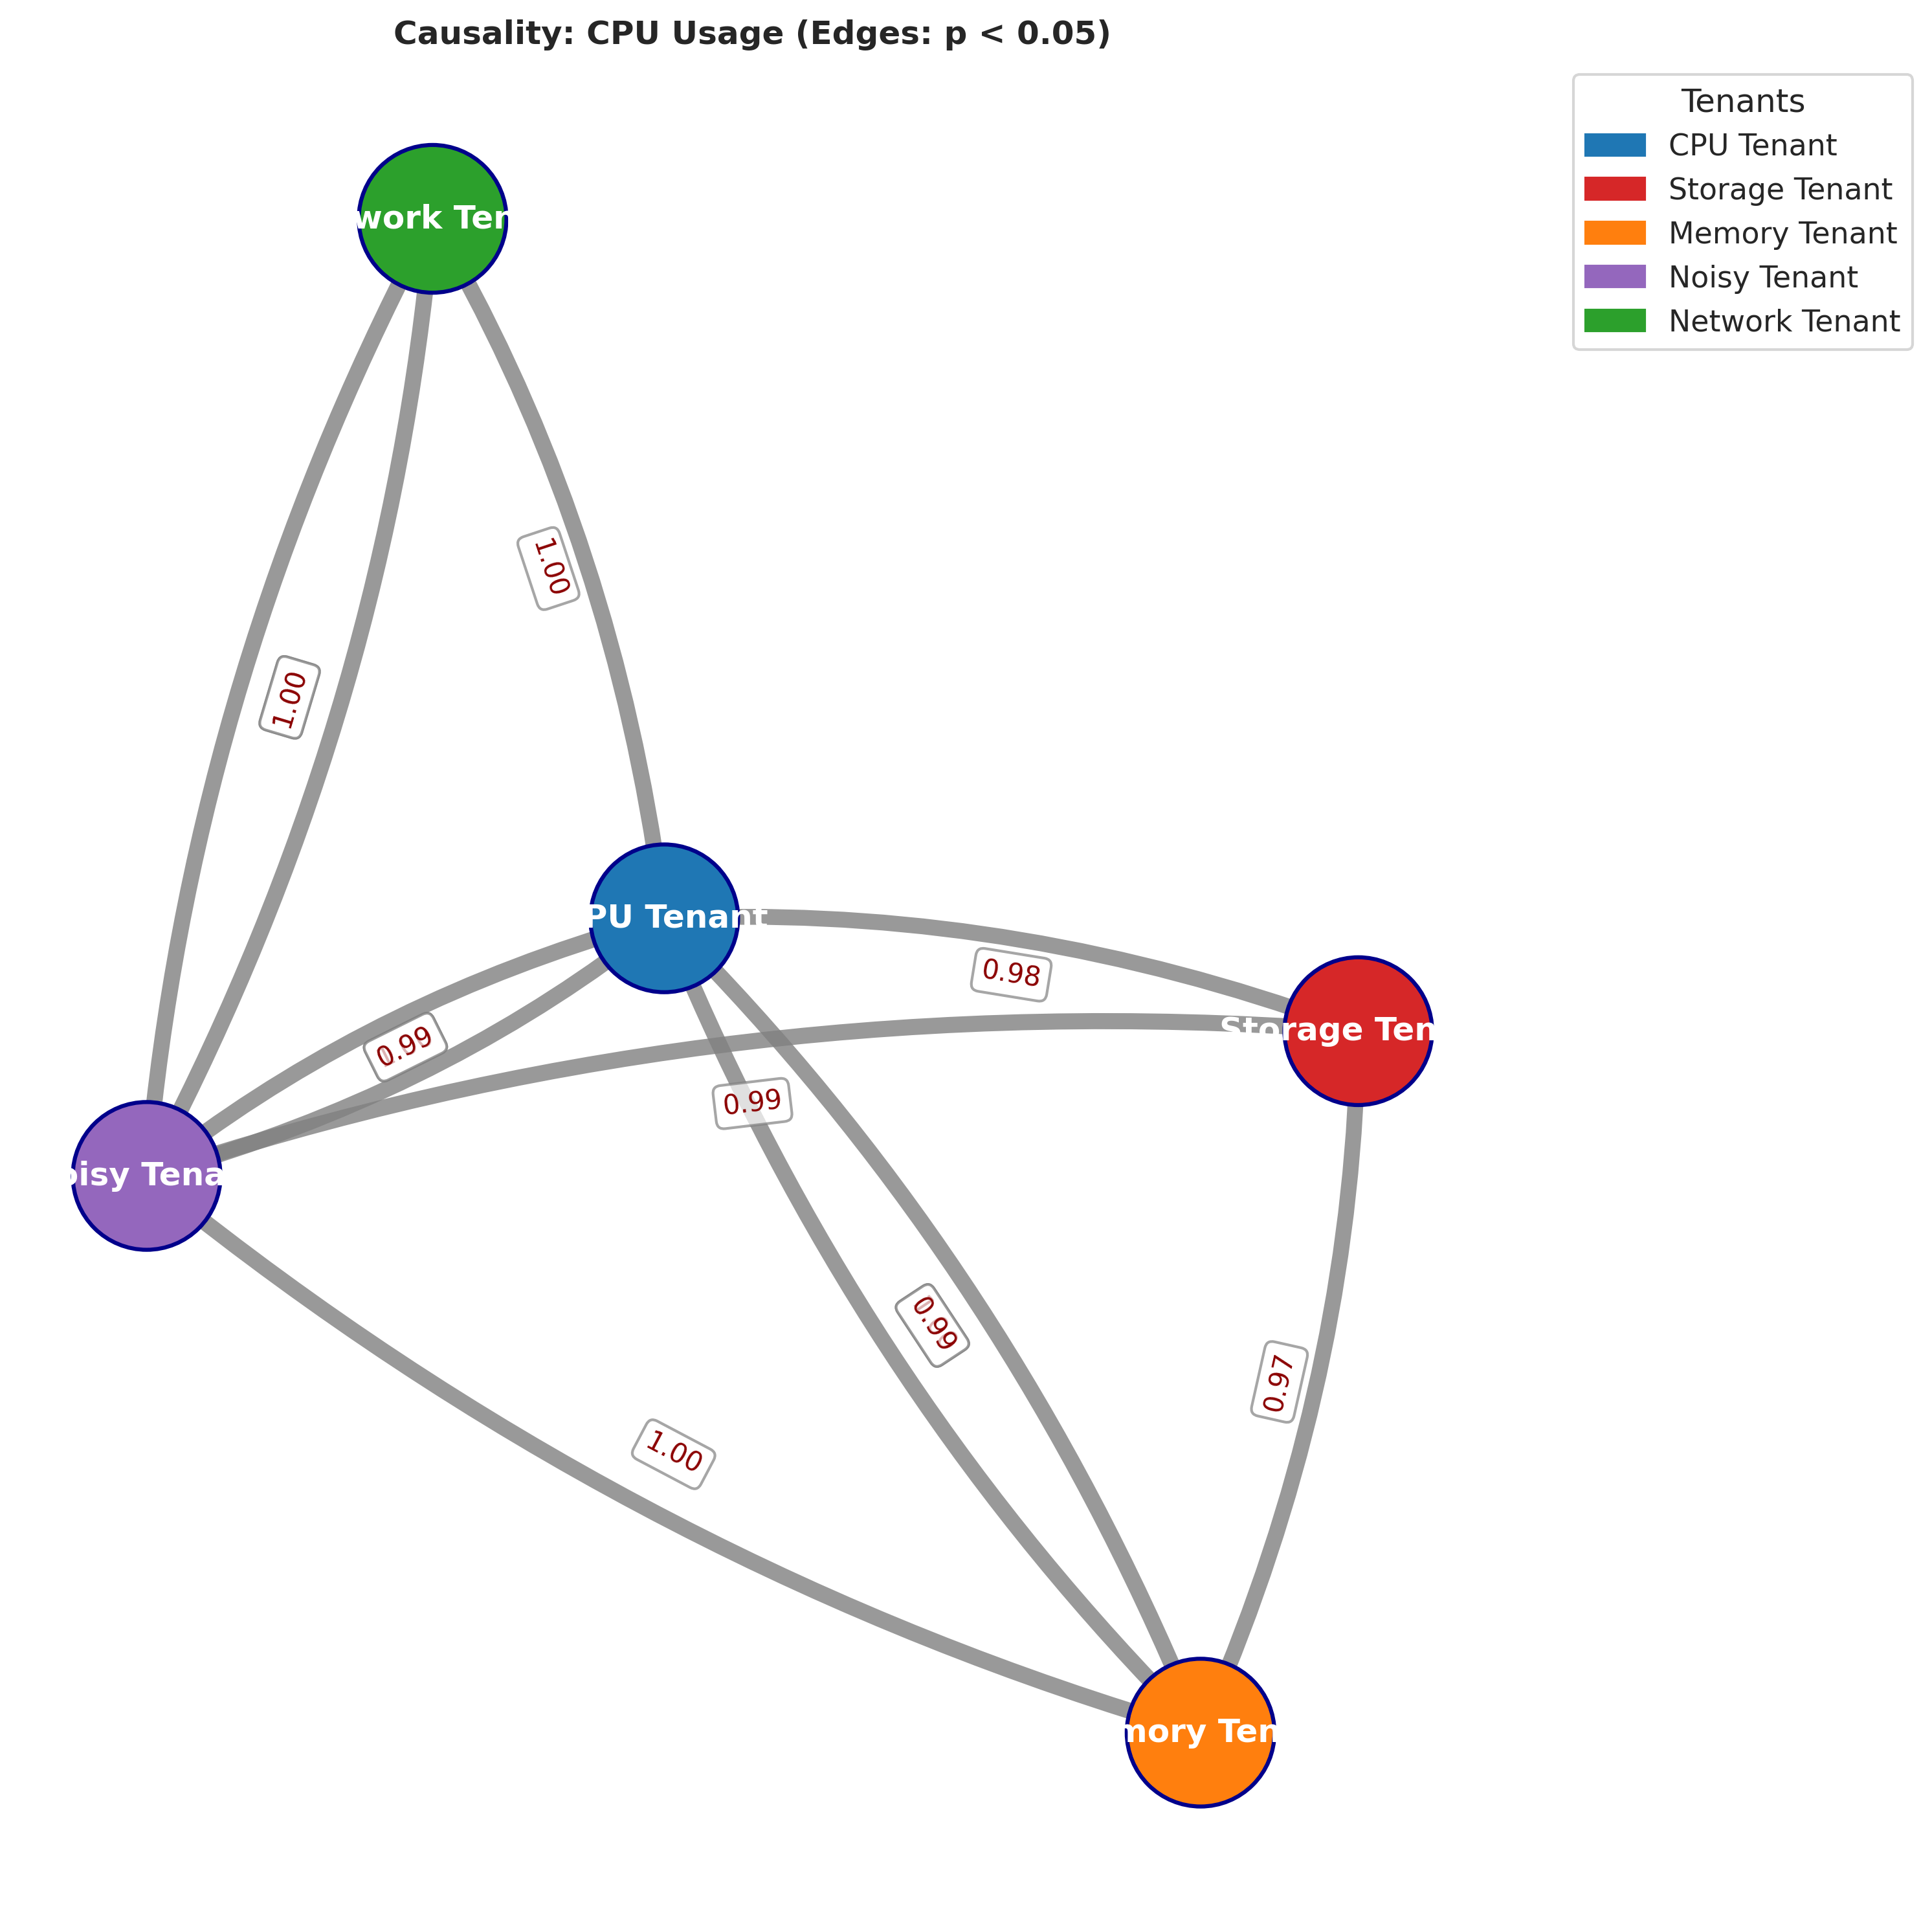 Causality: CPU Usage (Edges: p < 0.05)
Tenants
CPU Tenant
Storage Tenant
Memory Tenant
Noisy Tenant
Network Tenant
work Ten
1.00
1.00
PU Tenant
0.98
Storage Ten
0.99
0.99
oisy Tena
0.99
0.97
1.00
mory Ten